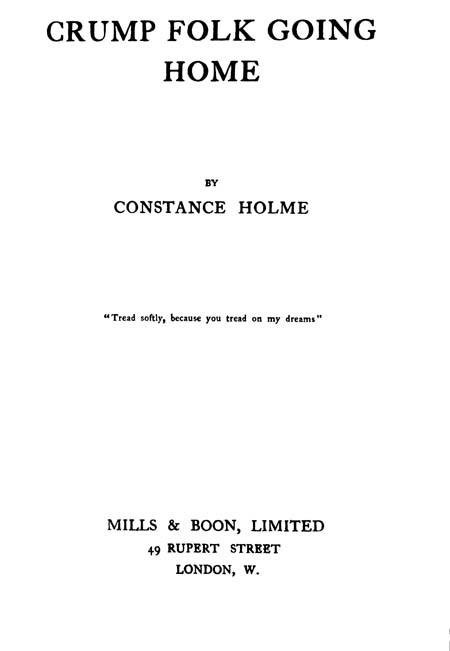 CRUMP FOLK GOING
HOME
BY
CONSTANCE HOLME
"Tread softly, because you tread on my dreams"
MILLS & BOON, LIMITED
49 RUPERT STREET
LONDON, W.